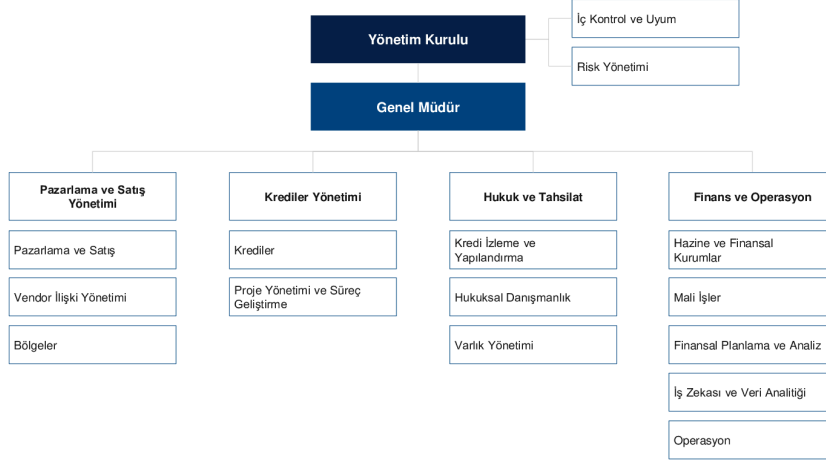 İç Kontrol ve Uyum
Yönetim Kurulu
Risk Yönetimi
Genel Müdür
Pazarlama ve Satış
Yönetimi
Krediler Yönetimi
Hukuk ve Tahsilat
Finans ve Operasyon
Pazarlama ve Satış
Vendor İlişki Yönetimi
Bölgeler
Krediler
Proje Yönetimi ve Süreç
Geliştirme
Kredi İzleme ve
Yapılandırma
Hukuksal Danışmanlık
Varlık Yönetimi
Hazine ve Finansal
Kurumlar
Mali İşler
Finansal Planlama ve Analiz
İş Zekası ve Veri Analitiği
Operasyon